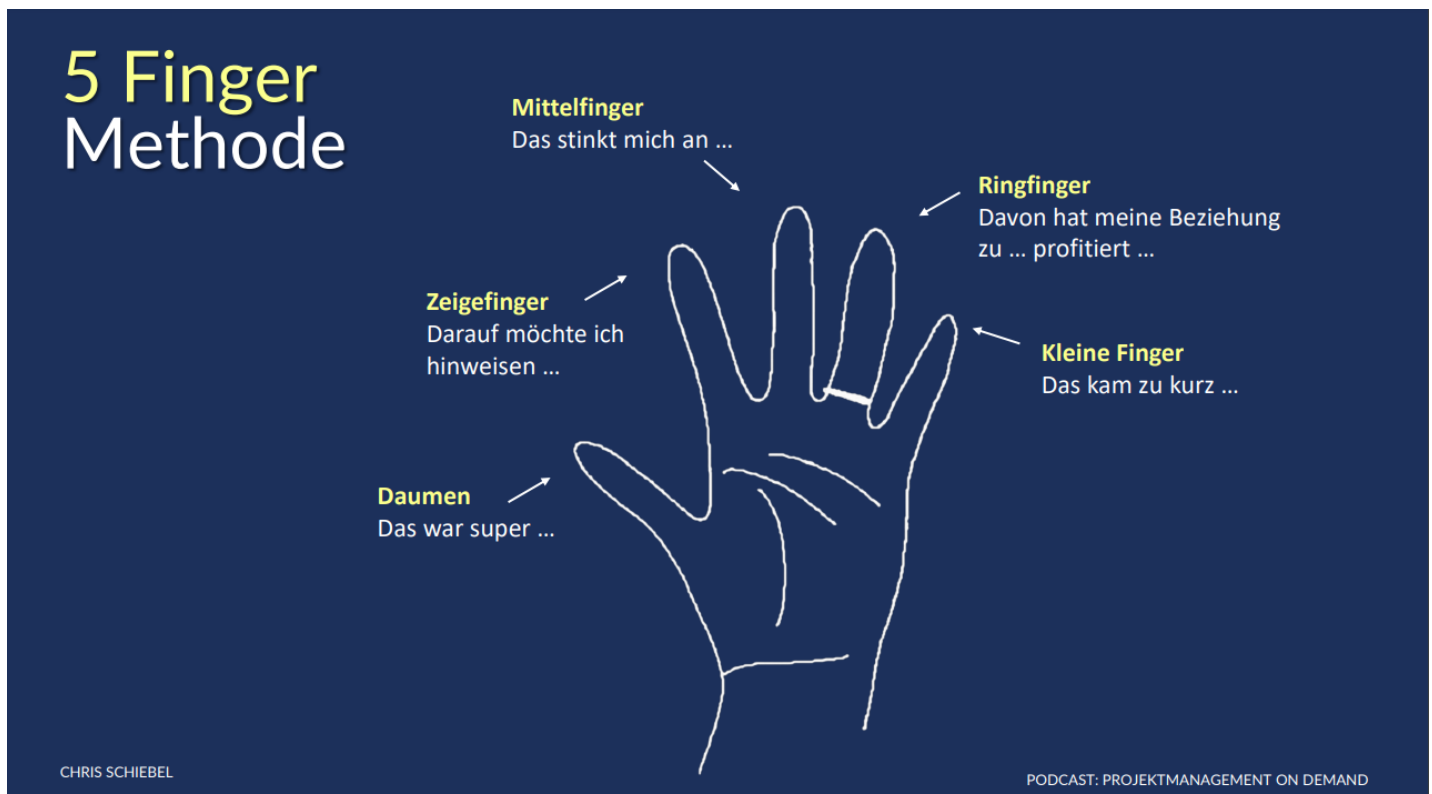 5 Finger
Methode
Mittelfinger
Das stinkt mich an ...
Ringfinger
Davon hat meine Beziehung
zu ... profitiert ...
Zeigefinger
Darauf möchte ich
hinweisen ...
Kleine Finger
Das kam zu kurz ...
Daumen
Das war super ...
CHRIS SCHIEBEL
PODCAST: PROJEKTMANAGEMENT ON DEMAND